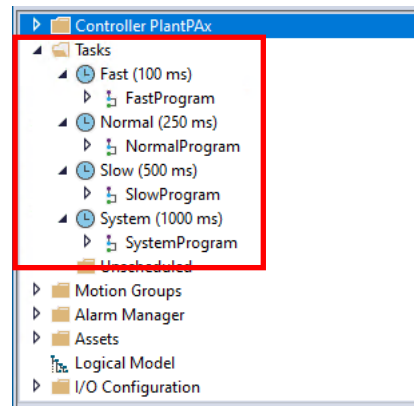 Controller PlantPAx
Tasks
Fast (100 ms)
FastProgram
Normal (250 ms)
NormalProgram
Slow (500 ms)
SlowProgram
System (1000 ms)
SystemProgram
Unscheduled
Motion Groups
Alarm Manager
Assets
Logical Model
I/O Configuration